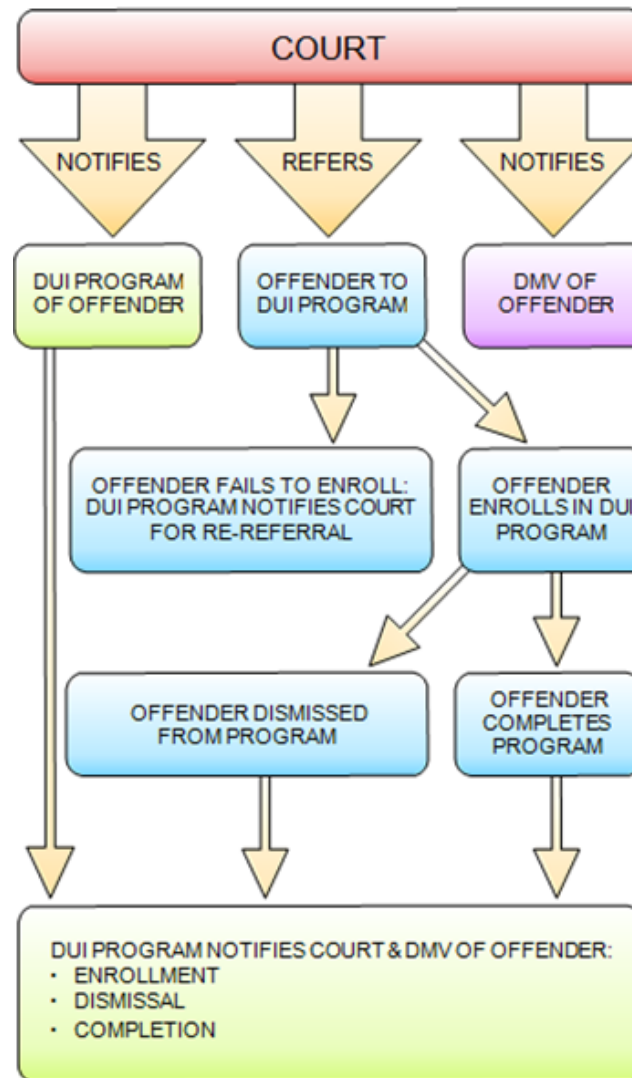 COURT
NOTIFIES
REFERS
NOTIFIES
DUI PROGRAM
OF OFFENDER
OFFENDER TO
DUI PROGRAM
DMV OF
OFFENDER
OFFENDER FAILS TO ENROLL:
DUI PROGRAM NOTIFIES COURT
FOR RE-REFERRAL
OFFENDER
ENROLLS IN DUI
PROGRAM
OFFENDER DISMISSED
FROM PROGRAM
OFFENDER
COMPLETES
PROGRAM
DUI PROGRAM NOTIFIES COURT & DMV OF OFFENDER:
· ENROLLMENT
· DISMISSAL
· COMPLETION